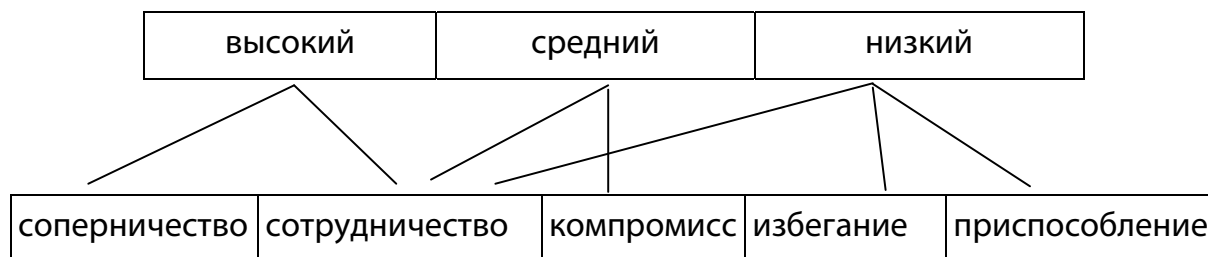 высокий средний низкий
соперничество сотрудничество компромисс избегание приспособление